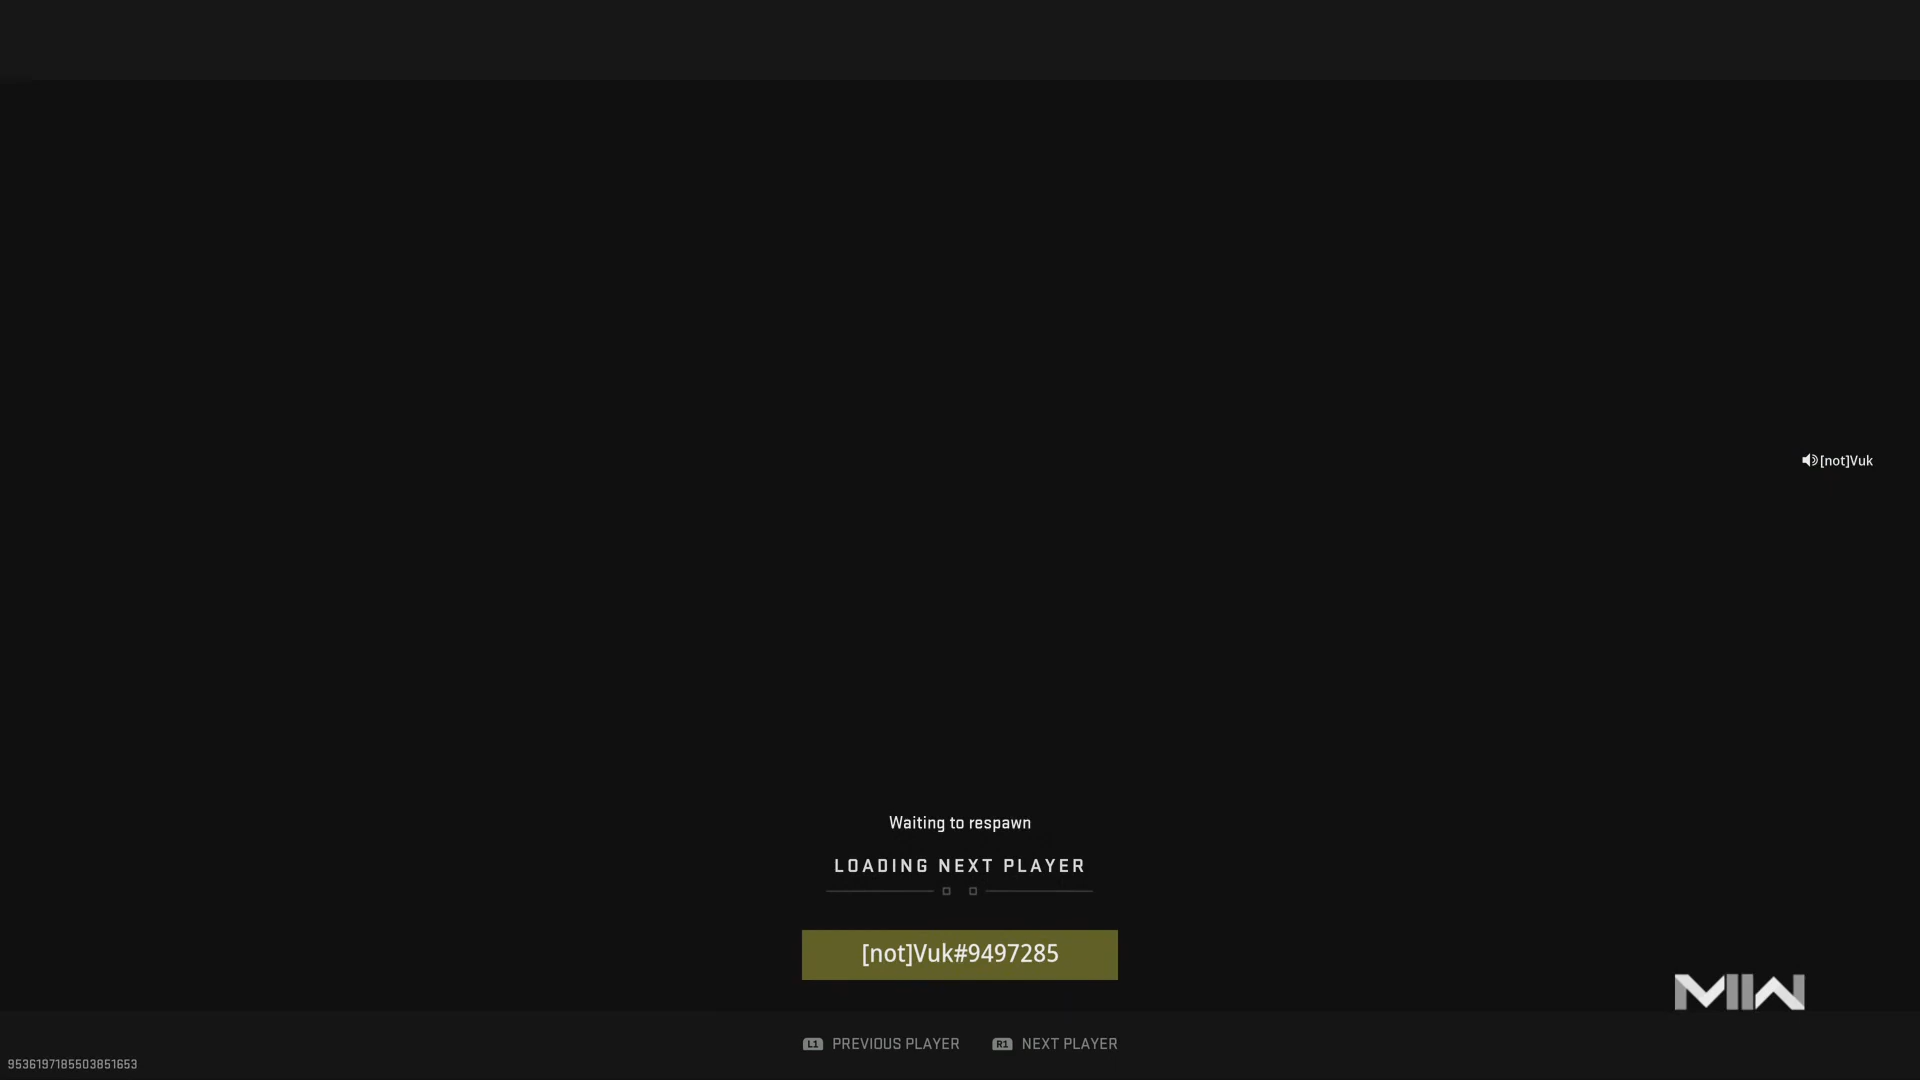 [not]Vuk
Waiting to respawn
LOADING NEXT PLAYER
[not]Vuk#9497285
MIIW
L1 PREVIOUS PLAYER R1 NEXT PLAYER
9536197185503851653